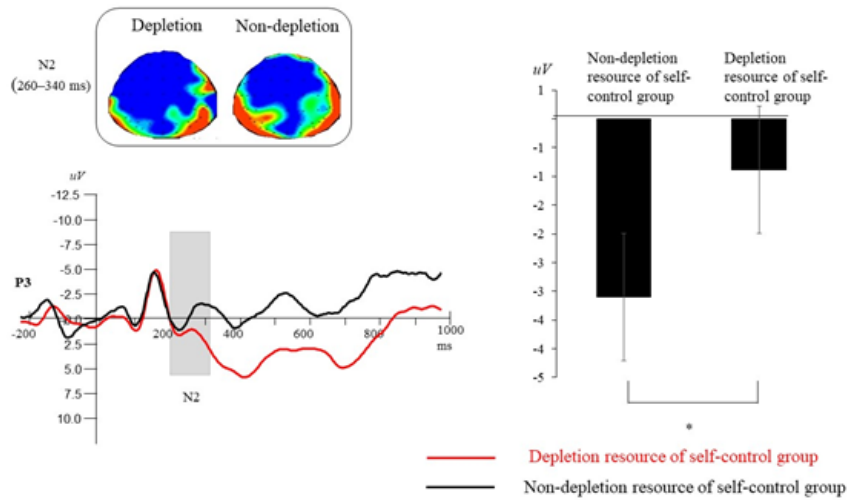 Depletion
Non-depletion
N2
(260–340 ms)
uV
-12.5
-10.0
-7.5
-5.0
-2.5
0.0
2.5
5.0
7.5
10.0
P3
-200
200
400
600
800
1000
ms
N2
uV
Non-depletion
resource of self-
control group
Depletion
resource of self-
control group
1
-1
-1
-2
-2
-3
-3
-4
-4
-5
*
Depletion resource of self-control group
Non-depletion resource of self-control group